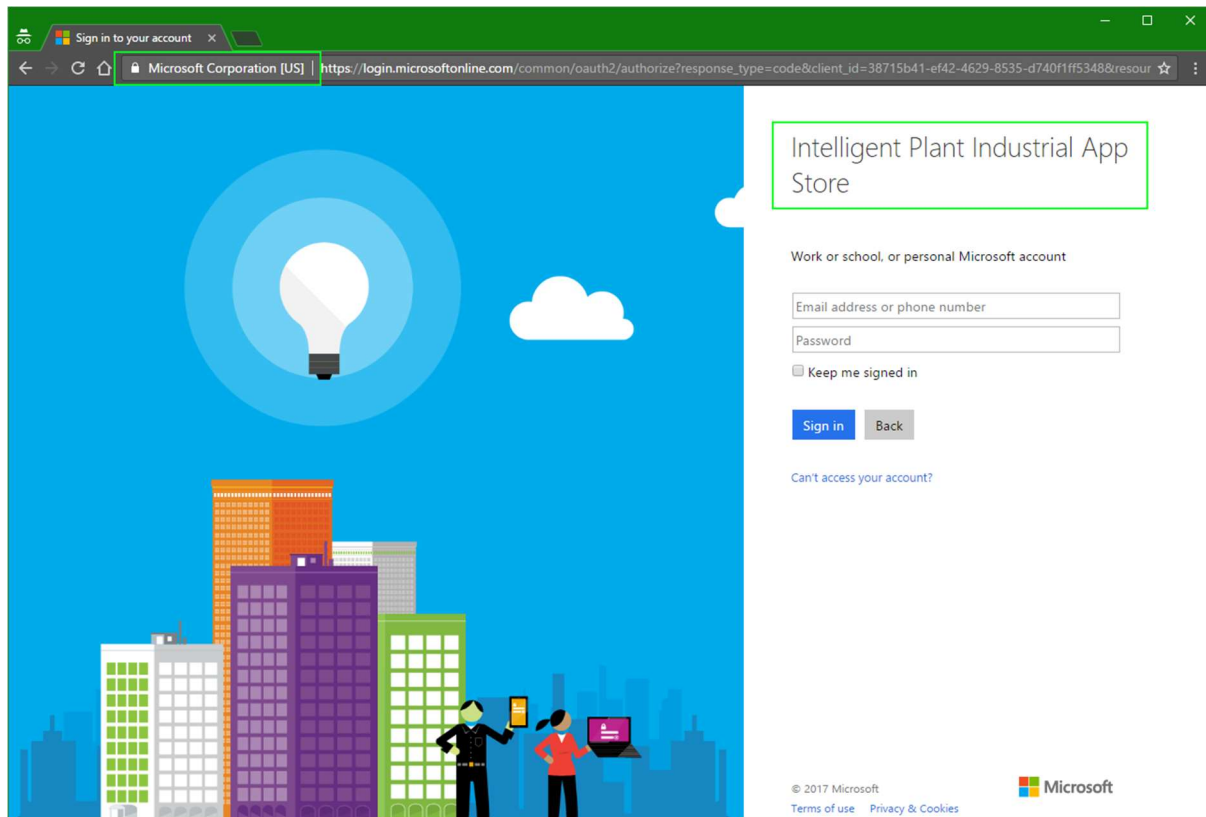 Sign in to your account
Microsoft Corporation [US] | https://login.microsoftonline.com/common/oauth2/authorize?response_type=code&client_id=38715b41-ef42-4629-8535-d740f1ff5348&resour
Intelligent Plant Industrial App
Store
Work or school, or personal Microsoft account
Email address or phone number
Password
Keep me signed in
Sign in Back
Can't access your account?
© 2017 Microsoft
Microsoft
Terms of use Privacy & Cookies